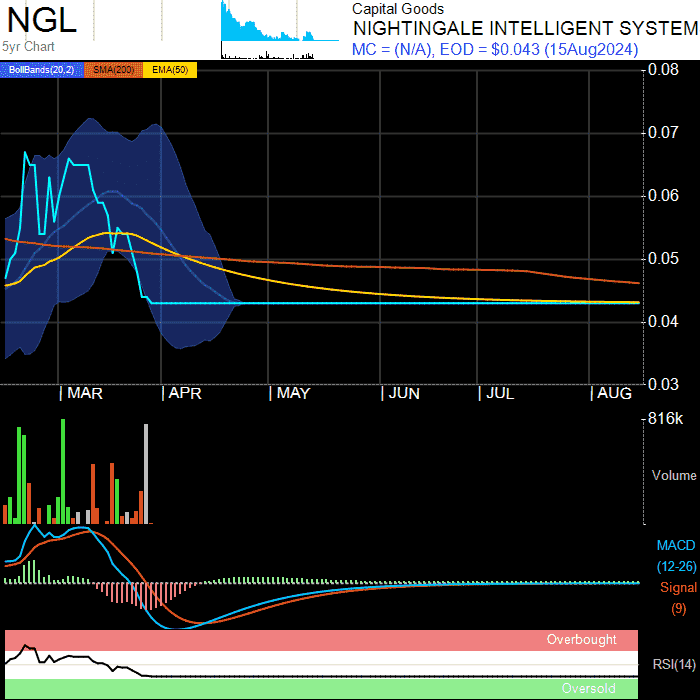 NGL
5yr Chart
Capital Goods
NIGHTINGALE INTELLIGENT SYSTEM
MC = (N/A), EOD = $0.043 (15Aug2024)
BollBands(20,2) SMA(200) EMA(50)
0.08
0.07
0.06
0.05
0.04
0.03
MAR APR MAY JUN JUL AUG
816k
Volume
MACD
(12-26)
Signal
(9)
Overbought
RSI(14)
Oversold